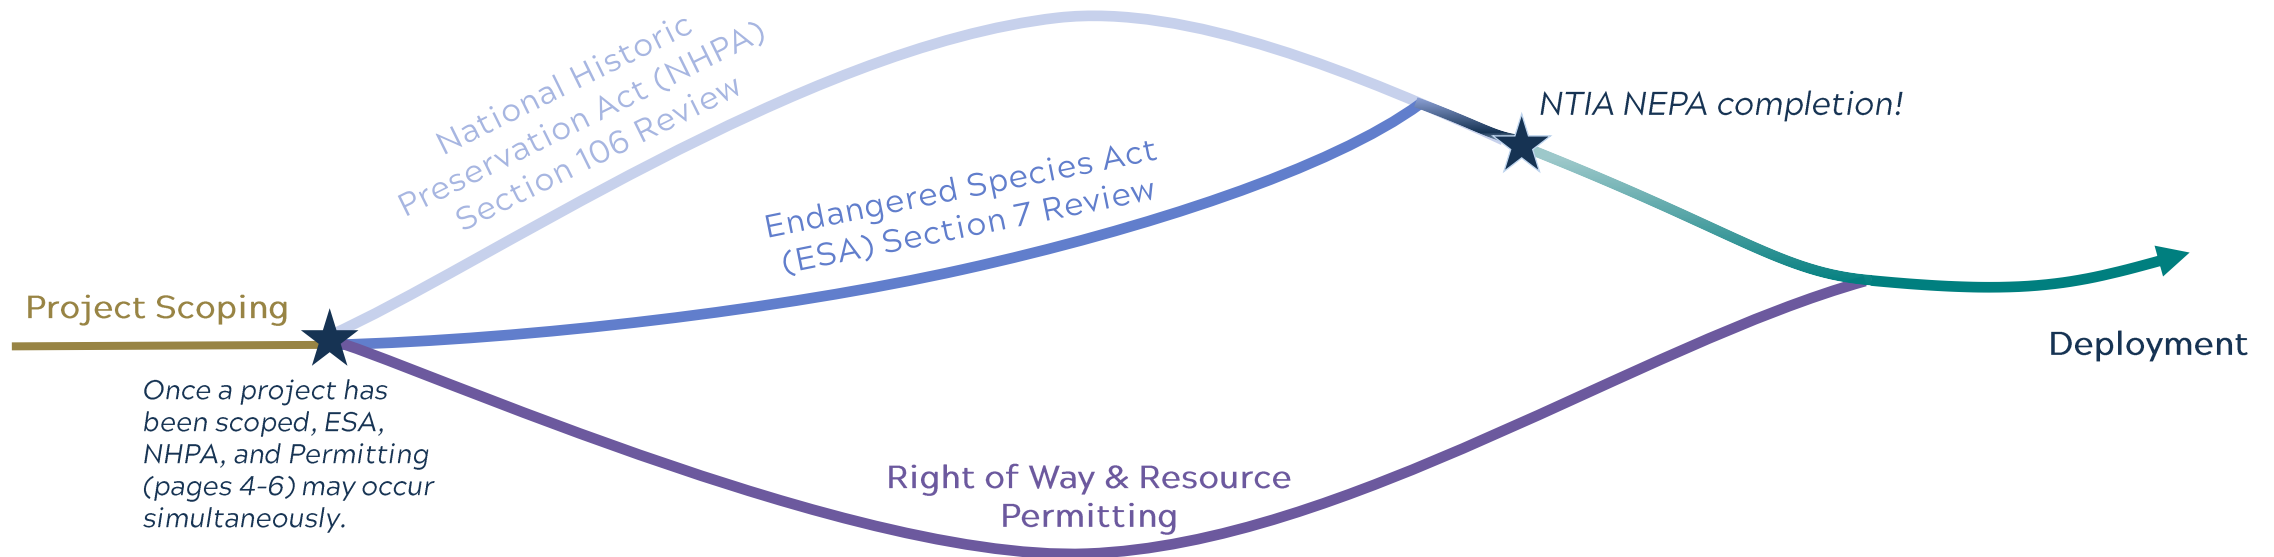 National Historic
Preservation Act (NHPA)
Section 106 Review
NTIA NEPA completion!
Endangered Species Act
(ESA) Section 7 Review
Project Scoping
Once a project has
been scoped, ESA,
NHPA, and Permitting
(pages 4-6) may occur
simultaneously.
Deployment
Right of Way & Resource
Permitting